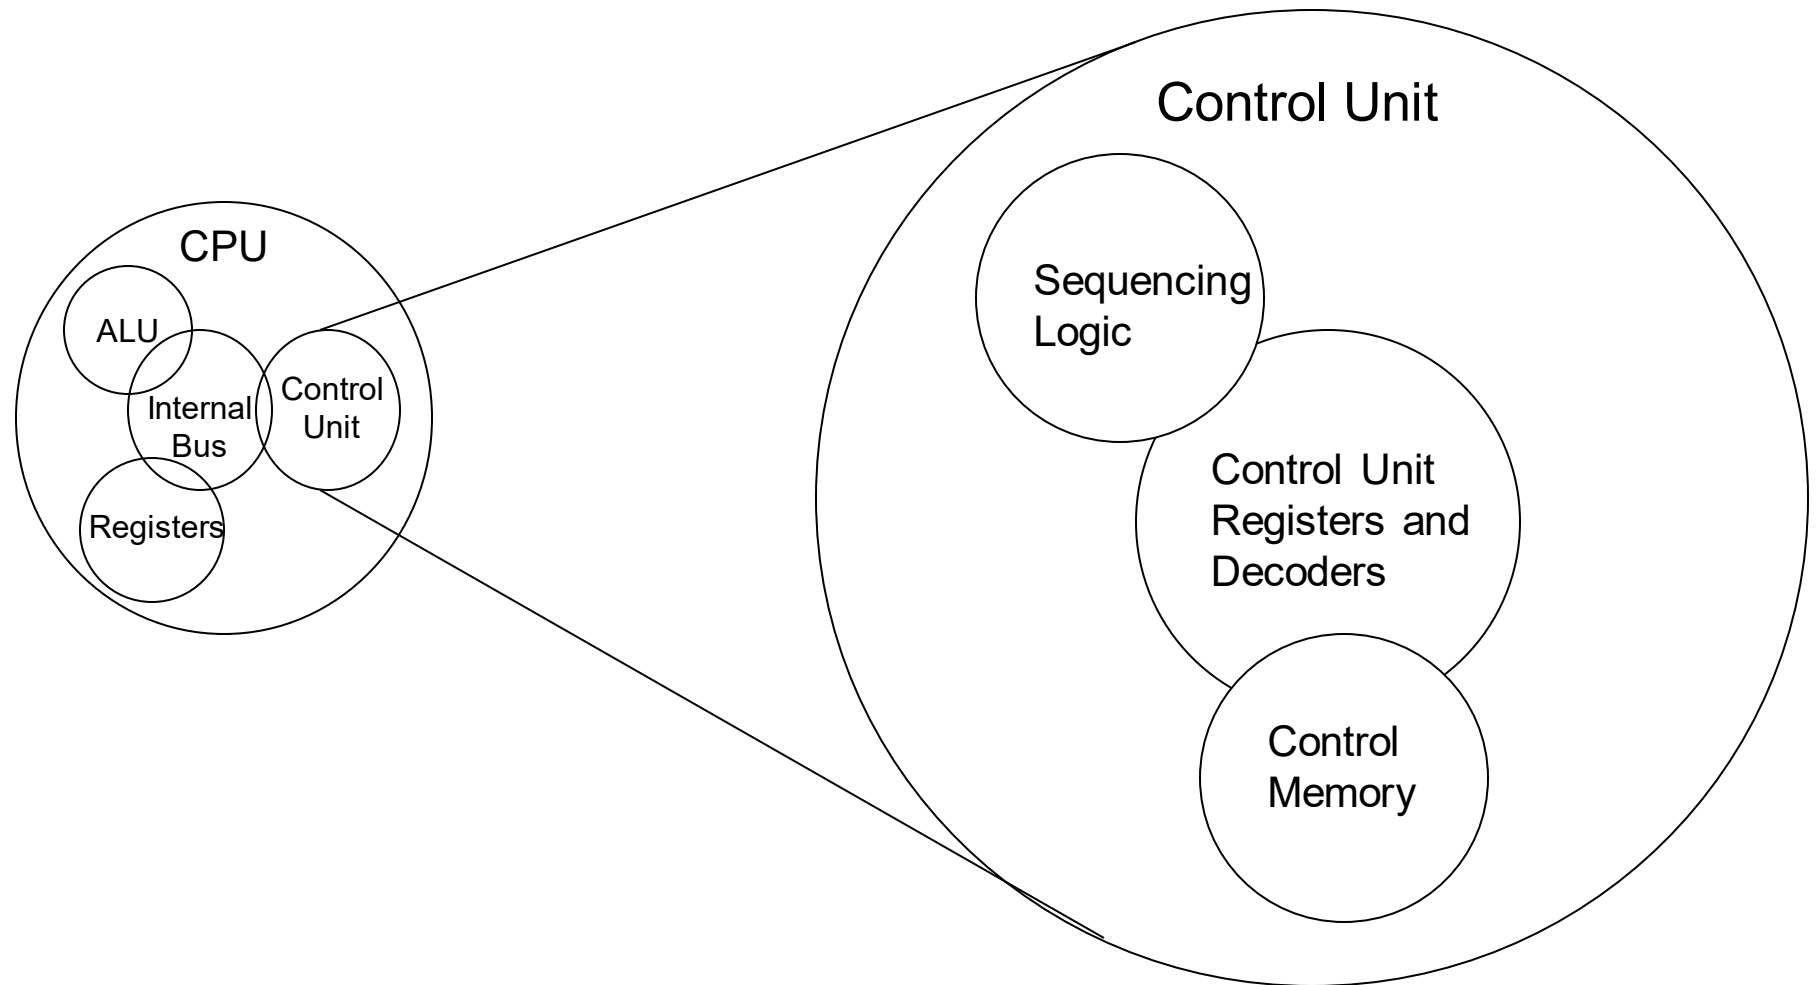 CPU
ALU
Internal
Bus
Control
Unit
Registers
Control Unit
Sequencing
Logic
Control Unit
Registers and
Decoders
Control
Memory